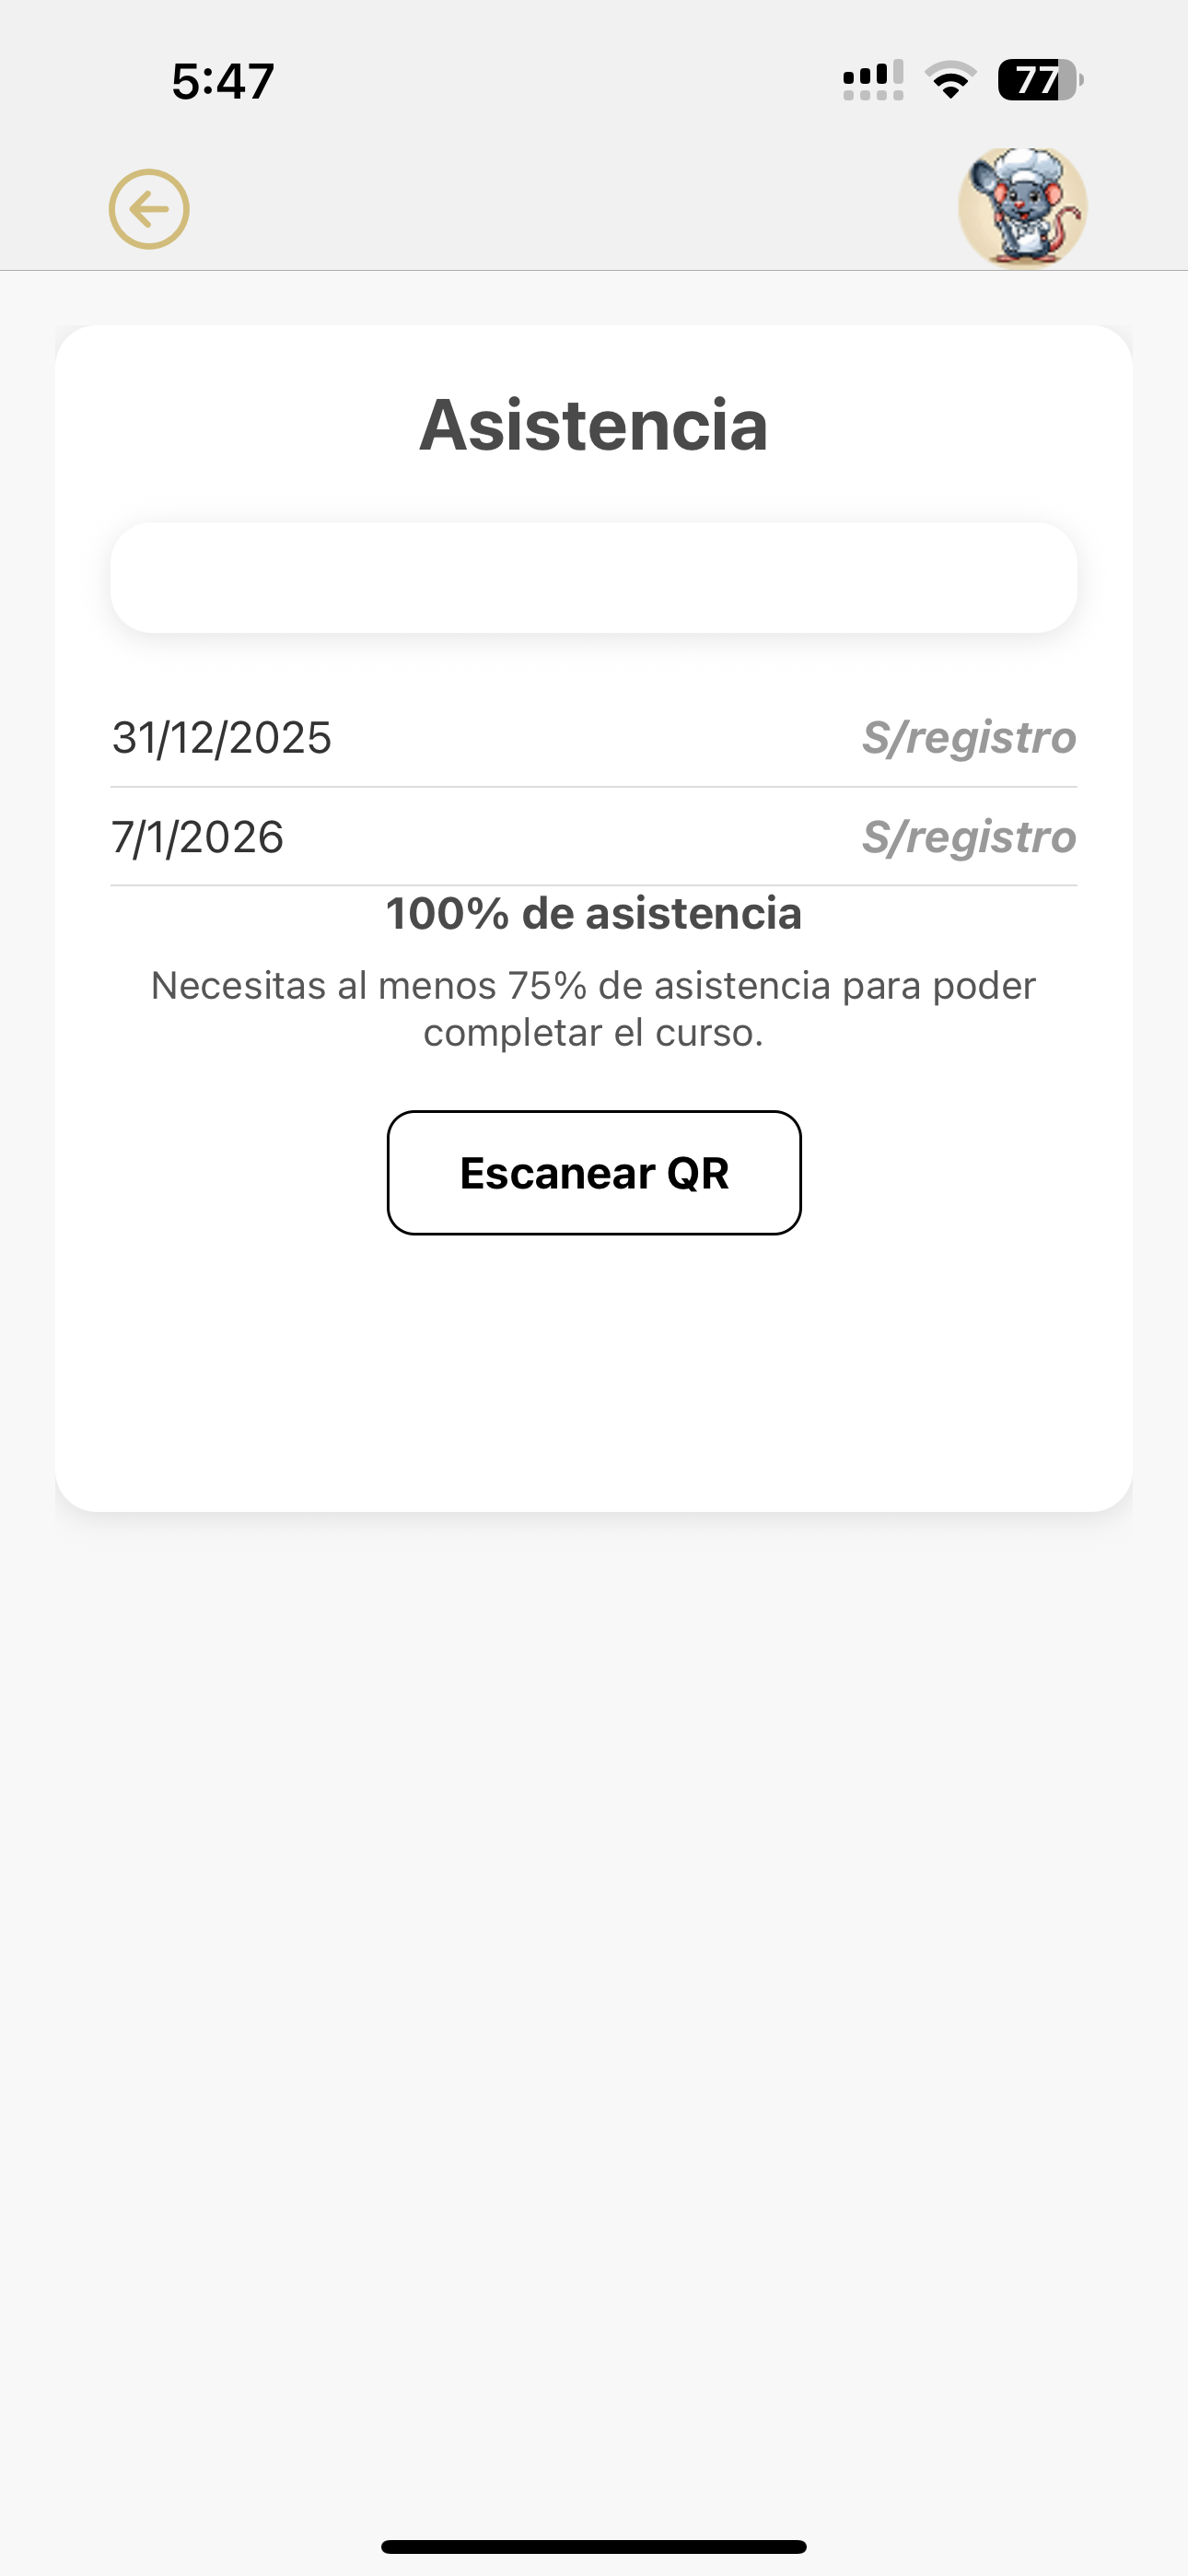 5:47
77
Asistencia
31/12/2025 S/registro
7/1/2026 S/registro
100% de asistencia
Necesitas al menos 75% de asistencia para poder
completar el curso.
Escanear QR